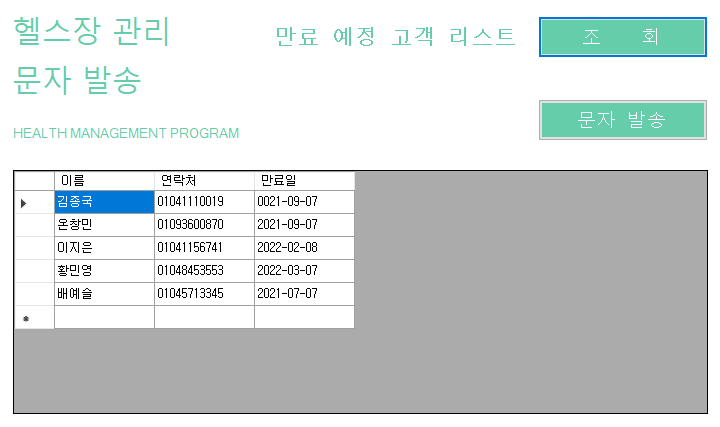 헬스장 관리
문자 발송
HEALTH MANAGEMENT PROGRAM
만료 예정 고객 리스트
조 회
문자 발송
이름 연락처 만료일
김종국 01041110019 0021-09-07
온창민 01093600870 2021-09-07
이지은 01041156741 2022-02-08
황민영 01048453553 2022-03-07
배예슬 01045713345 2021-07-07